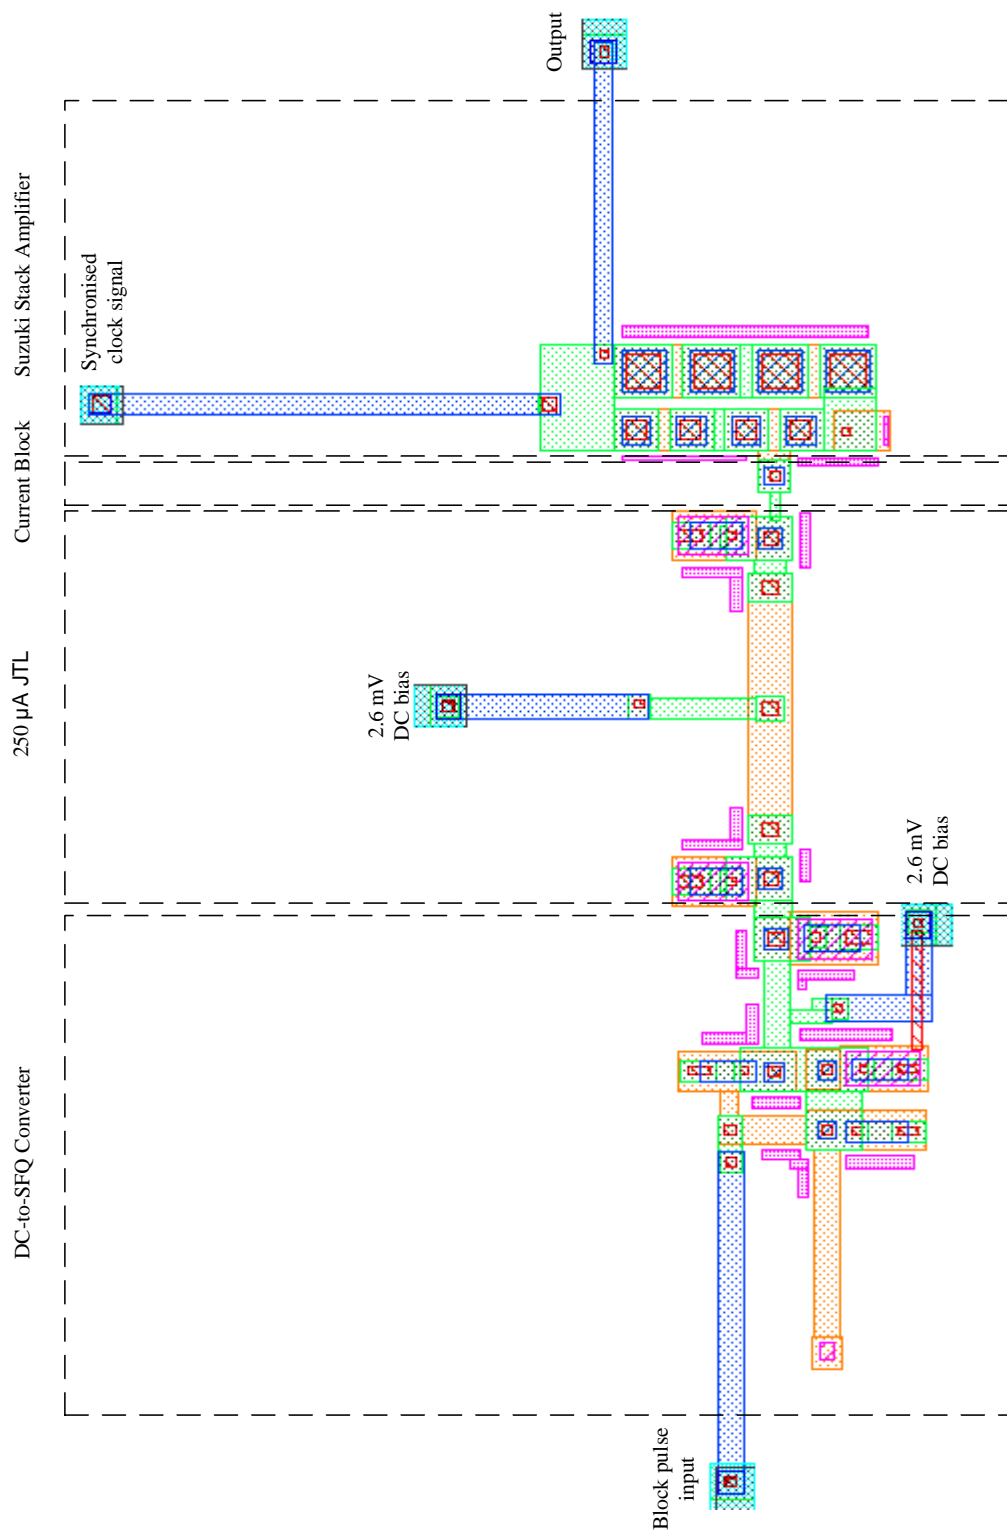 Block pulse
input
DC-to-SFQ Converter
2.6 mV
DC bias
250 µA JTL
2.6 mV
DC bias
Current Block
Suzuki Stack Amplifier
Synchronised
clock signal
Output